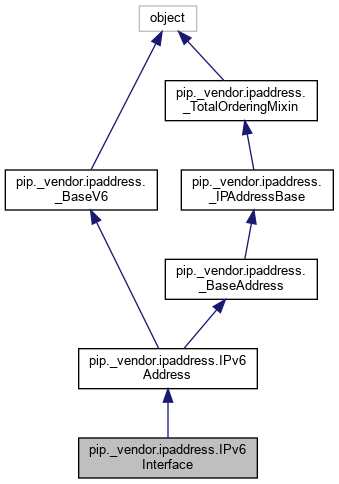 object
pip._vendor.ipaddress.
_TotalOrderingMixin
pip._vendor.ipaddress.
_BaseV6
pip._vendor.ipaddress.
_IPAddressBase
pip._vendor.ipaddress.
_BaseAddress
pip._vendor.ipaddress.IPv6
Address
pip._vendor.ipaddress.IPv6
Interface